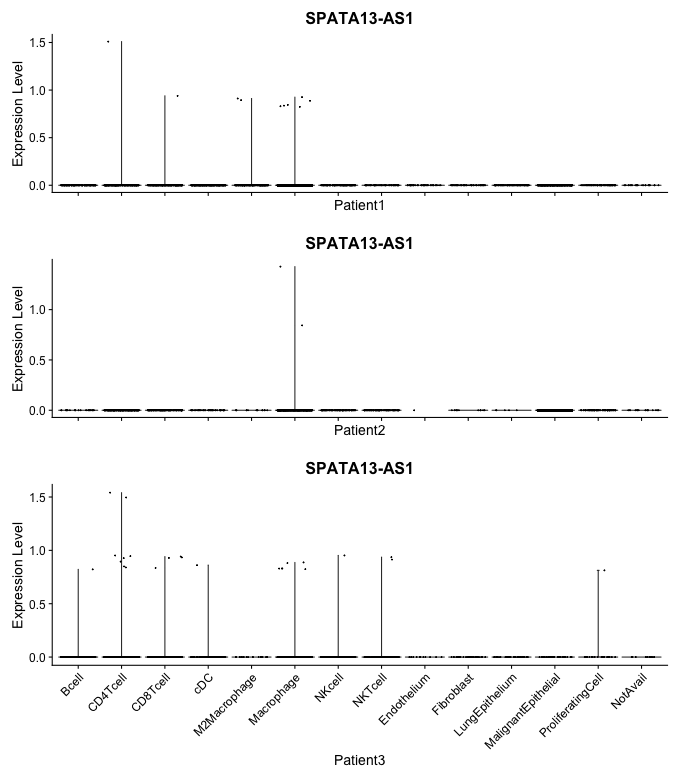 SPATA13-AS1
Expression Level
1.5
1.0
0.5
0.0
Patient1
SPATA13-AS1
Expression Level
1.0
0.5
0.0
Patient2
SPATA13-AS1
Expression Level
1.5
1.0
0.5
0.0
Bcell
CD4Tcell
CD8Tcell
cDC
M2Macrophage
Macrophage
NKcell
NKTcell
Endothelium
Fibroblast
LungEpithelium
MalignantEpithelial
ProliferatingCell
NotAvail
Patient3